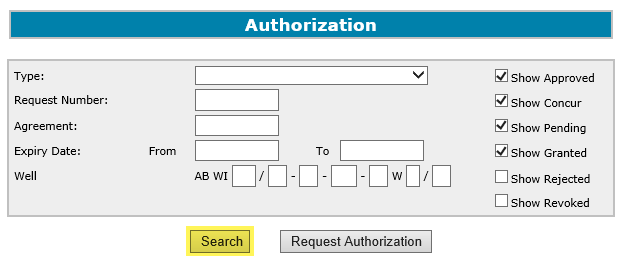 Authorization
Type: Show Approved
Request Number: Show Concur
Agreement: Show Pending
Expiry Date: From To Show Granted
Well AB WI / - - - W / Show Rejected
Show Revoked
Search Request Authorization